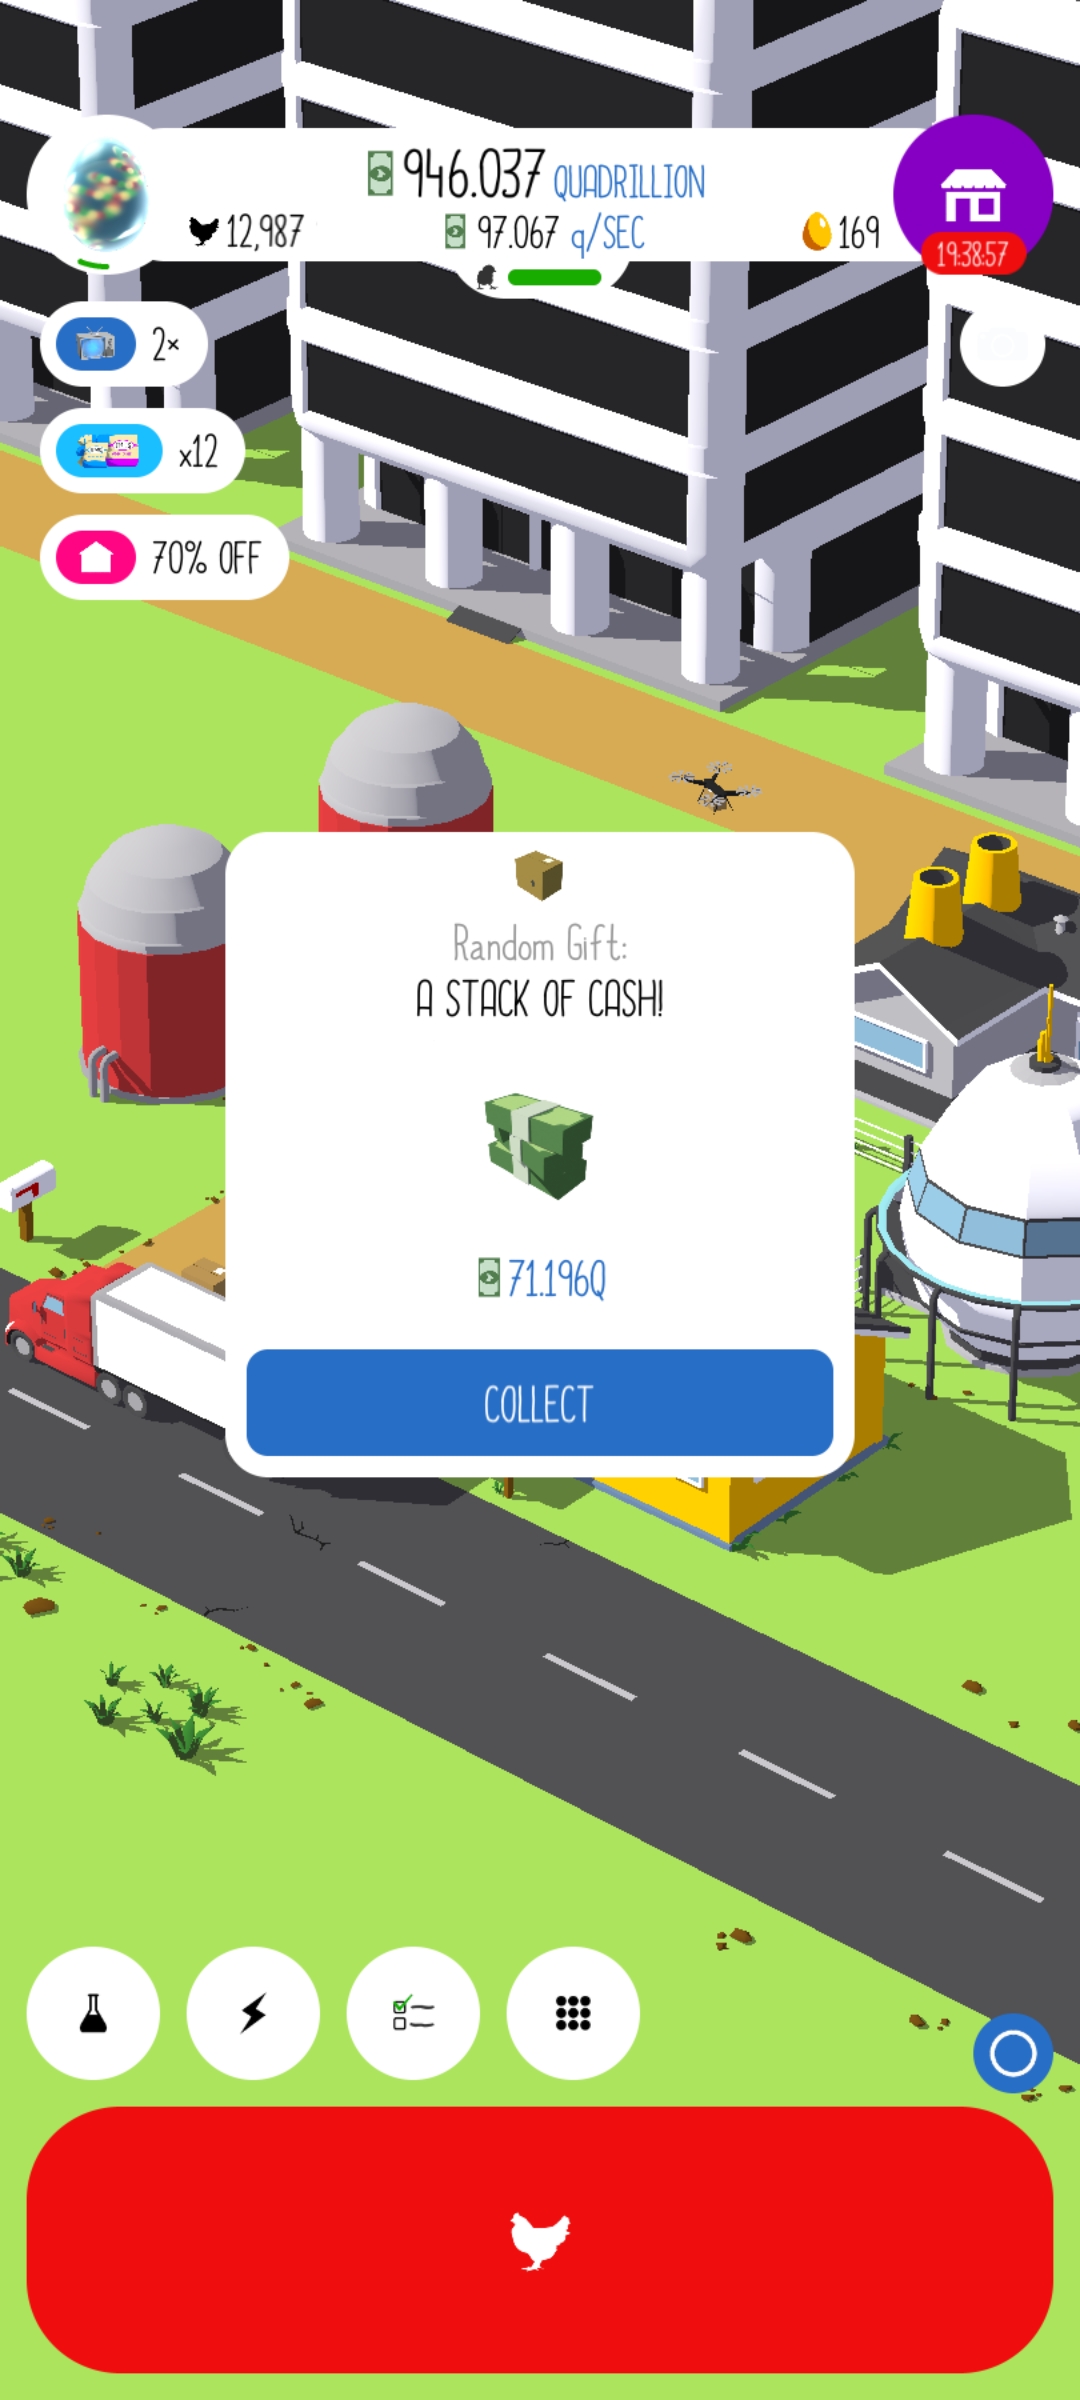 946.037 QUADRILLION
12,987
97.067 q/SEC
169
19:38:57
2×
x12
70% OFF
Random Gift:
A STACK OF CASH!
71.196Q
COLLECT